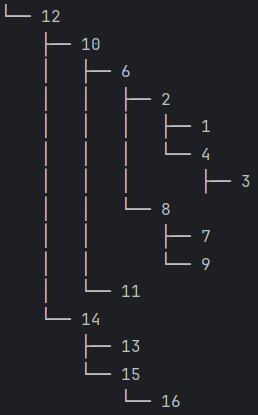 └── 12
    ├── 10
    │   ├── 6
    │   │   ├── 2
    │   │   │   ├── 1
    │   │   │   └── 4
    │   │   │       ├── 3
    │   │   └── 8
    │   │       ├── 7
    │   │       └── 9
    │   └── 11
    └── 14
        ├── 13
        └── 15
            └── 16